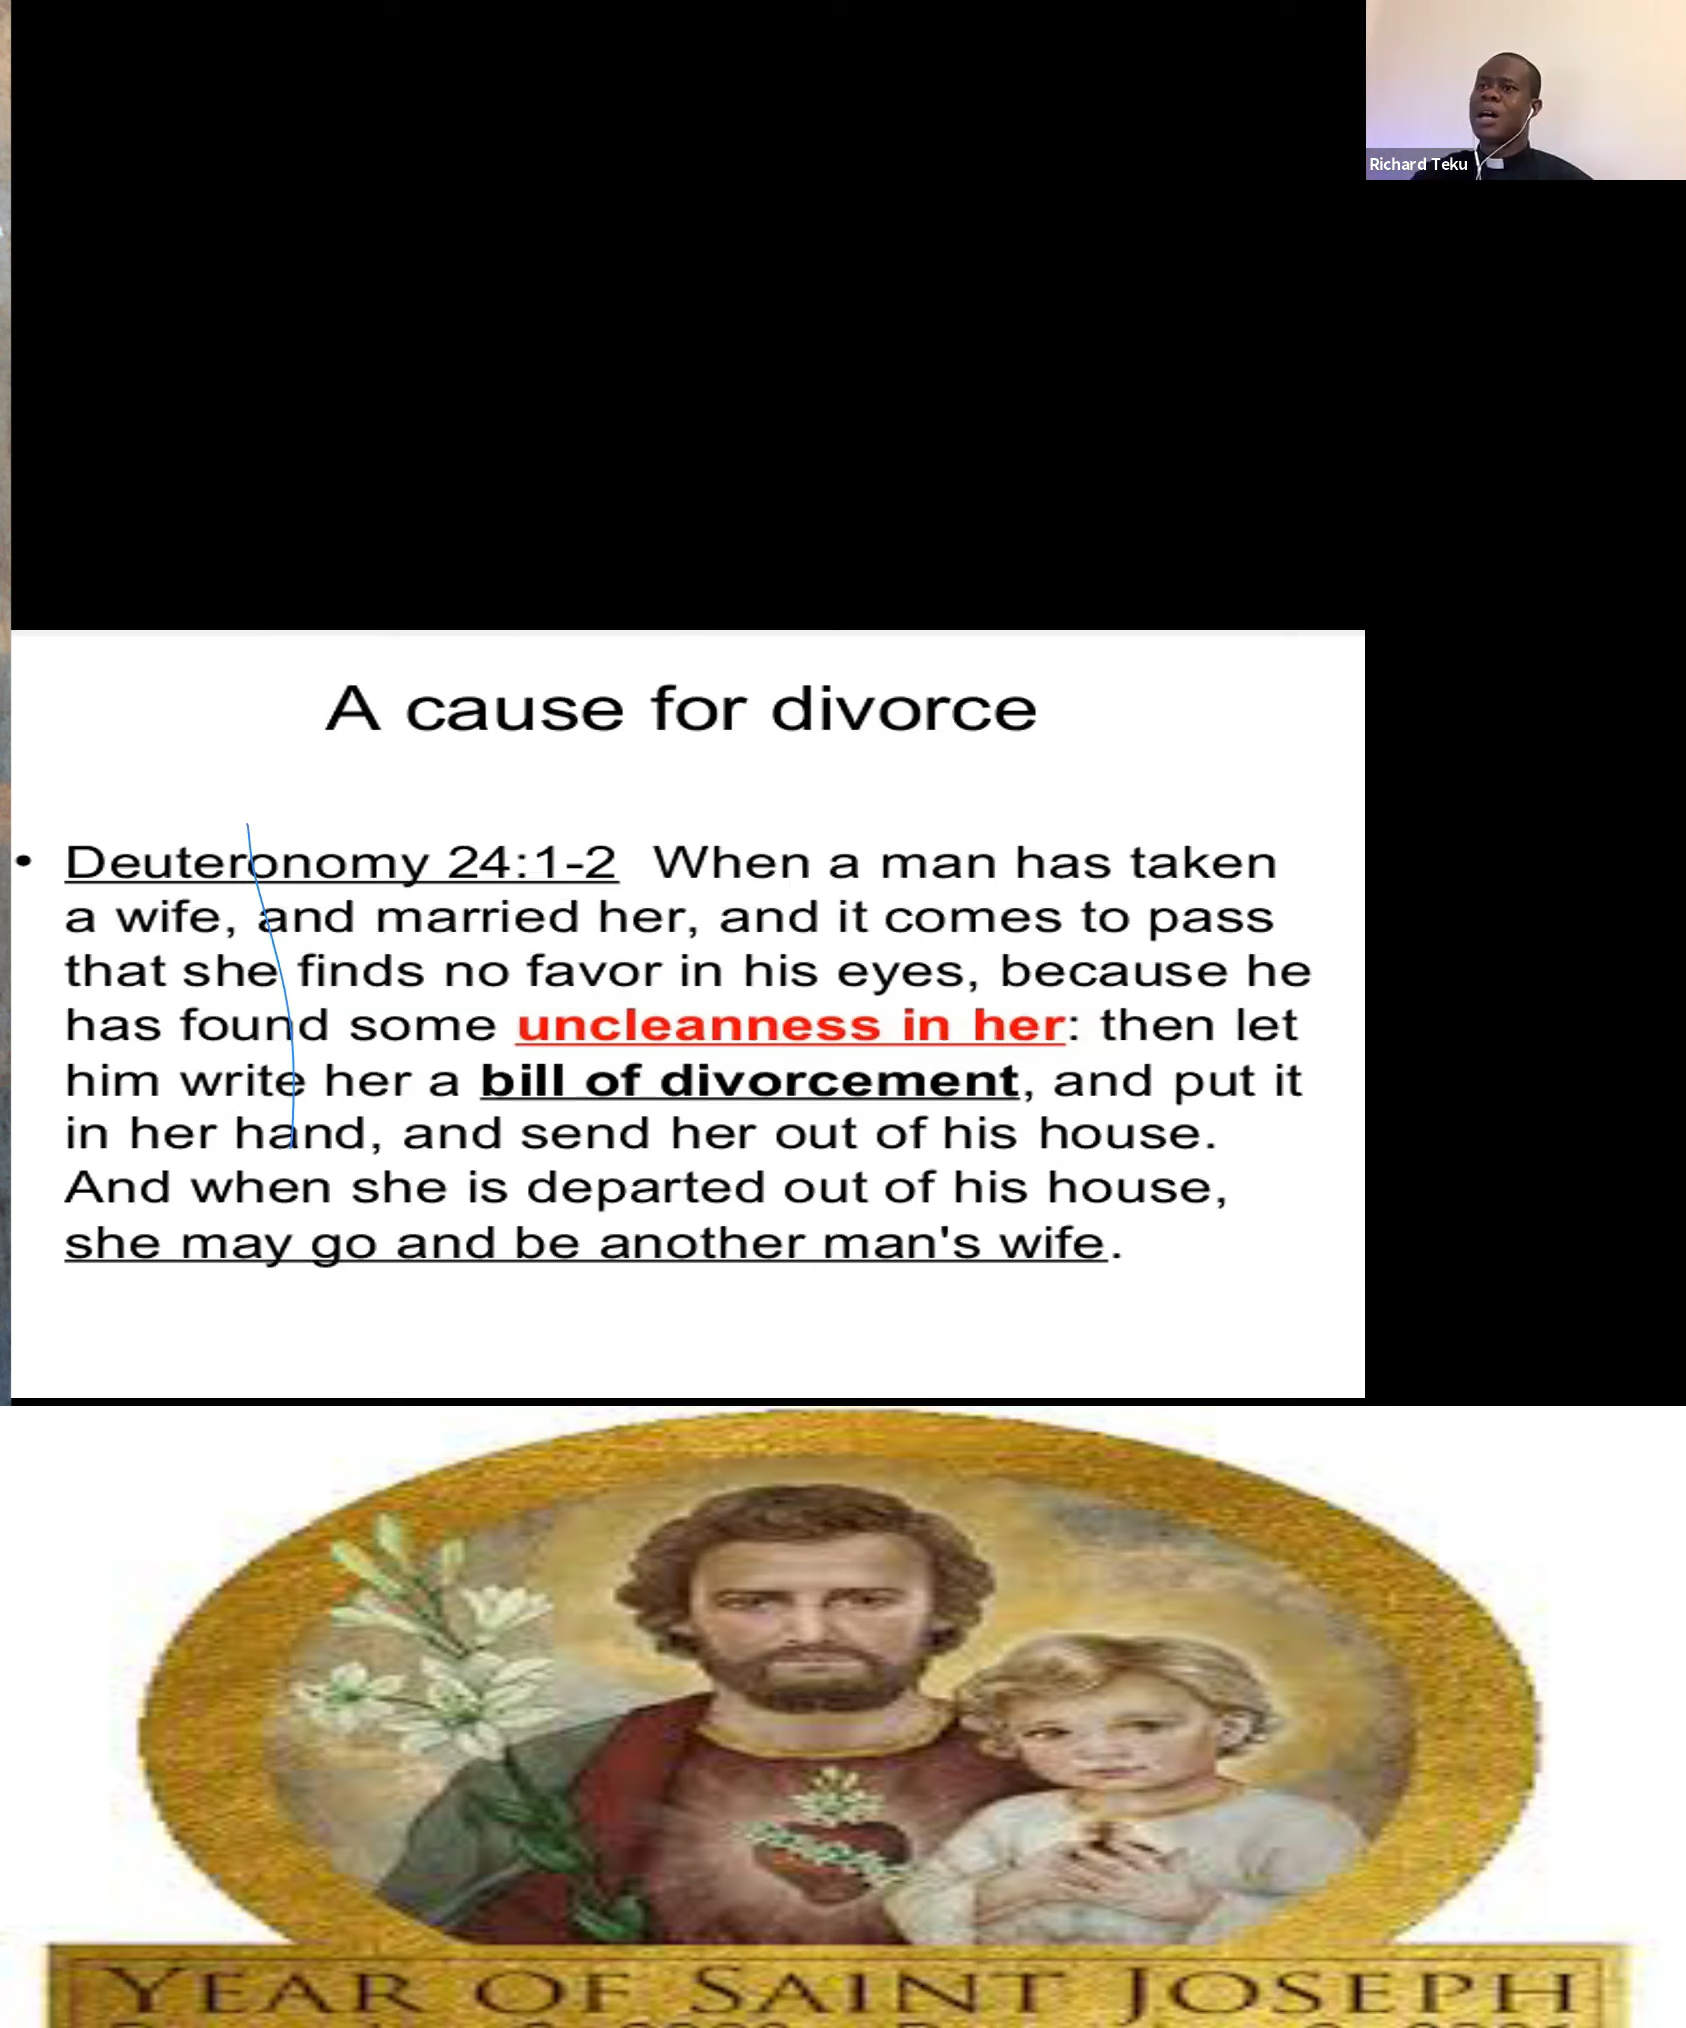 Richard Teku
A cause for divorce
• Deuteronomy 24:1-2 When a man has taken
a wife, and married her, and it comes to pass
that she finds no favor in his eyes, because he
has found some uncleanness in her: then let
him write her a bill of divorcement, and put it
in her hand, and send her out of his house.
And when she is departed out of his house,
she may go and be another man's wife.
YEAR OF SAINT JOSEPH